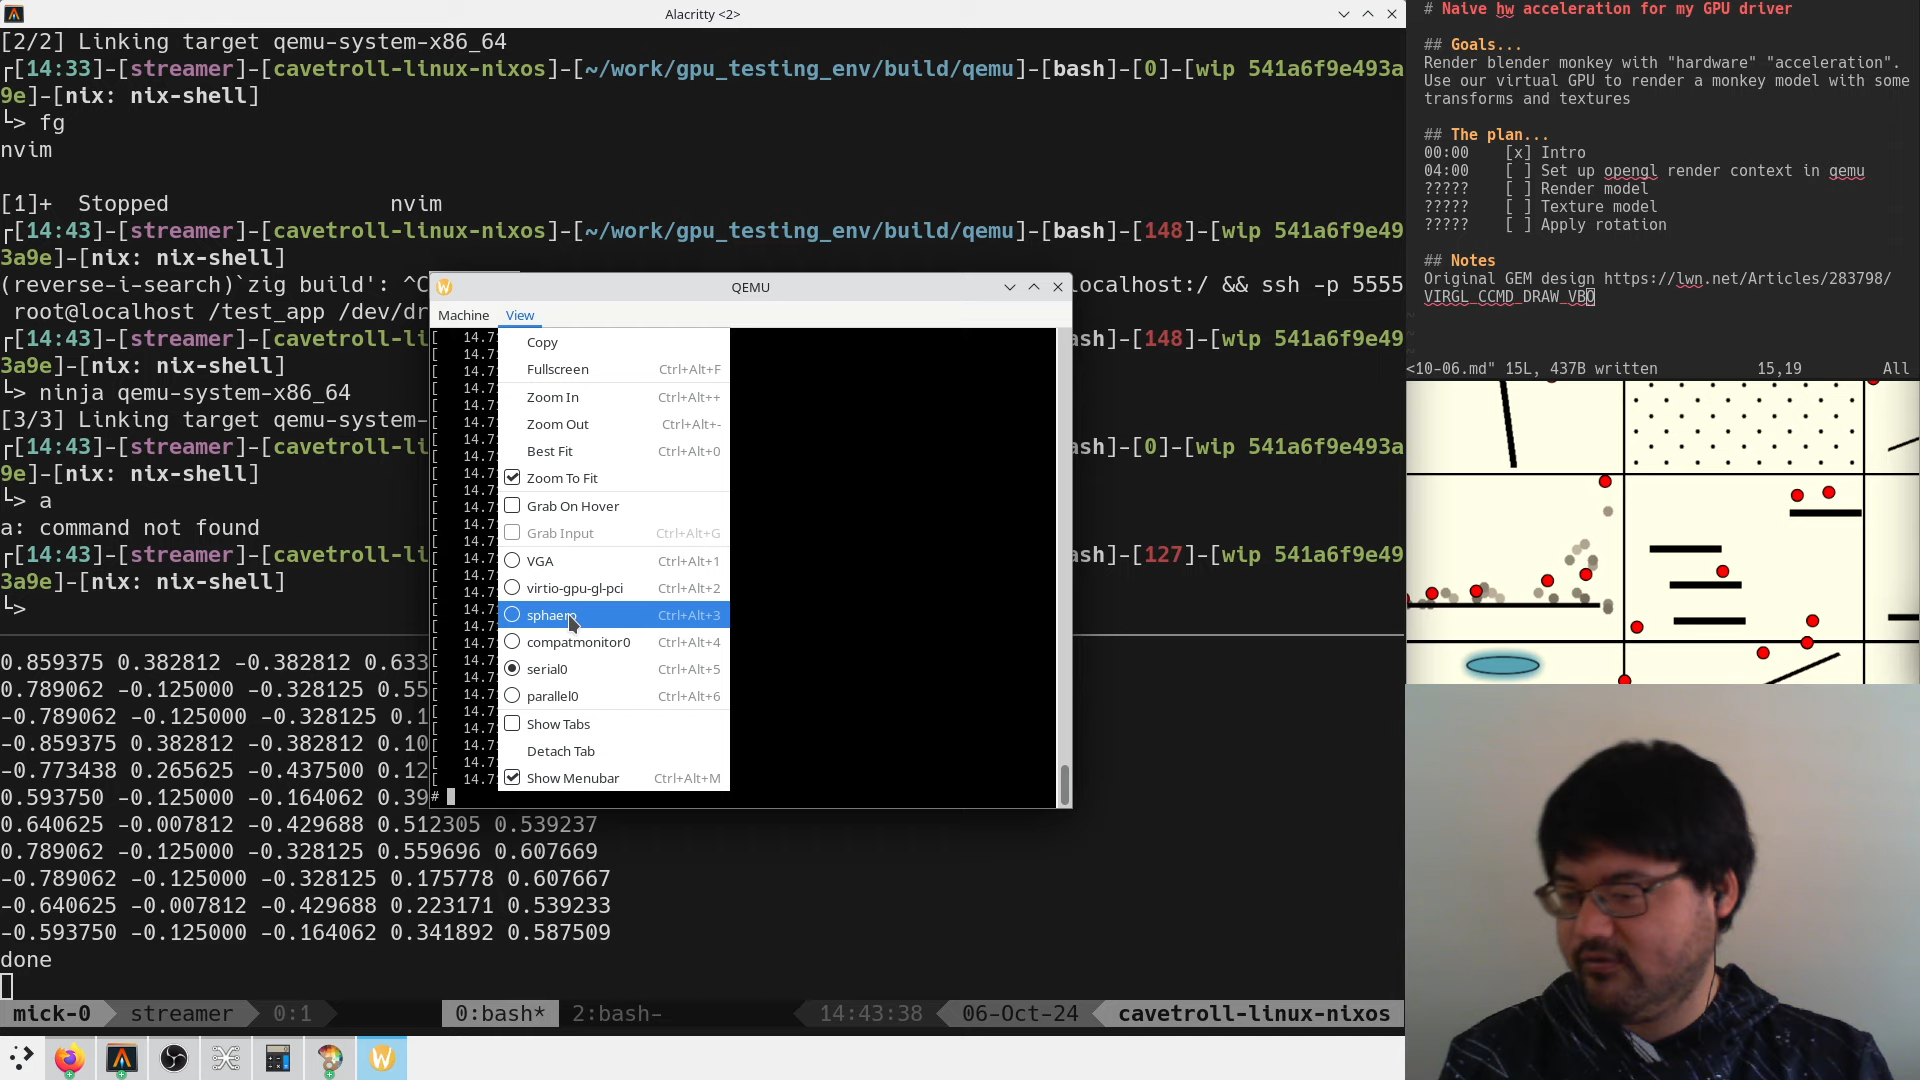 Alacritty <2>
[2/2] Linking target qemu-system-x86_64
┌[14:33]-[streamer]-[cavetroll-linux-nixos]-[~/work/gpu_testing_env/build/qemu]-[bash]-[0]-[wip 541a6f9e493a
9e]-[nix: nix-shell]
└> fg
nvim
[1]+  Stopped                 nvim
┌[14:43]-[streamer]-[cavetroll-linux-nixos]-[~/work/gpu_testing_env/build/qemu]-[bash]-[148]-[wip 541a6f9e49
3a9e]-[nix: nix-shell]
(reverse-i-search)`zig build': ^C
ocalhost:/ && ssh -p 5555
root@localhost /test_app /dev/dr
┌[14:43]-[streamer]-[cavetroll-li
ash]-[148]-[wip 541a6f9e49
3a9e]-[nix: nix-shell]
└> ninja qemu-system-x86_64
[3/3] Linking target qemu-system-
┌[14:43]-[streamer]-[cavetroll-li
ash]-[0]-[wip 541a6f9e493a
9e]-[nix: nix-shell]
└> a
a: command not found
┌[14:43]-[streamer]-[cavetroll-li
ash]-[127]-[wip 541a6f9e49
3a9e]-[nix: nix-shell]
└>
0.859375 0.382812 -0.382812 0.633
0.789062 -0.125000 -0.328125 0.55
-0.789062 -0.125000 -0.328125 0.1
-0.859375 0.382812 -0.382812 0.10
-0.773438 0.265625 -0.437500 0.12
0.593750 -0.125000 -0.164062 0.39
0.640625 -0.007812 -0.429688 0.512305 0.539237
0.789062 -0.125000 -0.328125 0.559696 0.607669
-0.789062 -0.125000 -0.328125 0.175778 0.607667
-0.640625 -0.007812 -0.429688 0.223171 0.539233
-0.593750 -0.125000 -0.164062 0.341892 0.587509
done
mick-0 streamer 0:1 0:bash* 2:bash- 14:43:38 06-Oct-24 cavetroll-linux-nixos
QEMU
Machine View
Copy
Fullscreen Ctrl+Alt+F
Zoom In Ctrl+Alt++
Zoom Out Ctrl+Alt+-
Best Fit Ctrl+Alt+0
Zoom To Fit
Grab On Hover
Grab Input Ctrl+Alt+G
VGA Ctrl+Alt+1
virtio-gpu-gl-pci Ctrl+Alt+2
sphaero Ctrl+Alt+3
compatmonitor0 Ctrl+Alt+4
serial0 Ctrl+Alt+5
parallel0 Ctrl+Alt+6
Show Tabs
Detach Tab
Show Menubar Ctrl+Alt+M
#
# Naive hw acceleration for my GPU driver
## Goals...
Render blender monkey with "hardware" "acceleration".
Use our virtual GPU to render a monkey model with some
transforms and textures
## The plan...
00:00    [x] Intro
04:00    [ ] Set up opengl render context in qemu
?????    [ ] Render model
?????    [ ] Texture model
?????    [ ] Apply rotation
## Notes
Original GEM design https://lwn.net/Articles/283798/
VIRGL_CCMD_DRAW_VBO
~
~
~
<10-06.md" 15L, 437B written 15,19 All